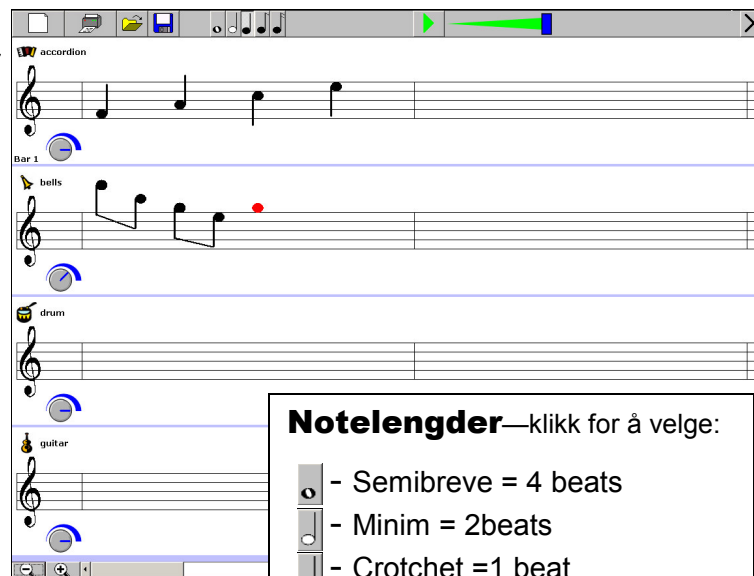 accordion
Bar 1
bells
drum
guitar
Notelengder—klikk for å velge:
- Semibreve = 4 beats
- Minim = 2beats
- Crotchet =1 beat